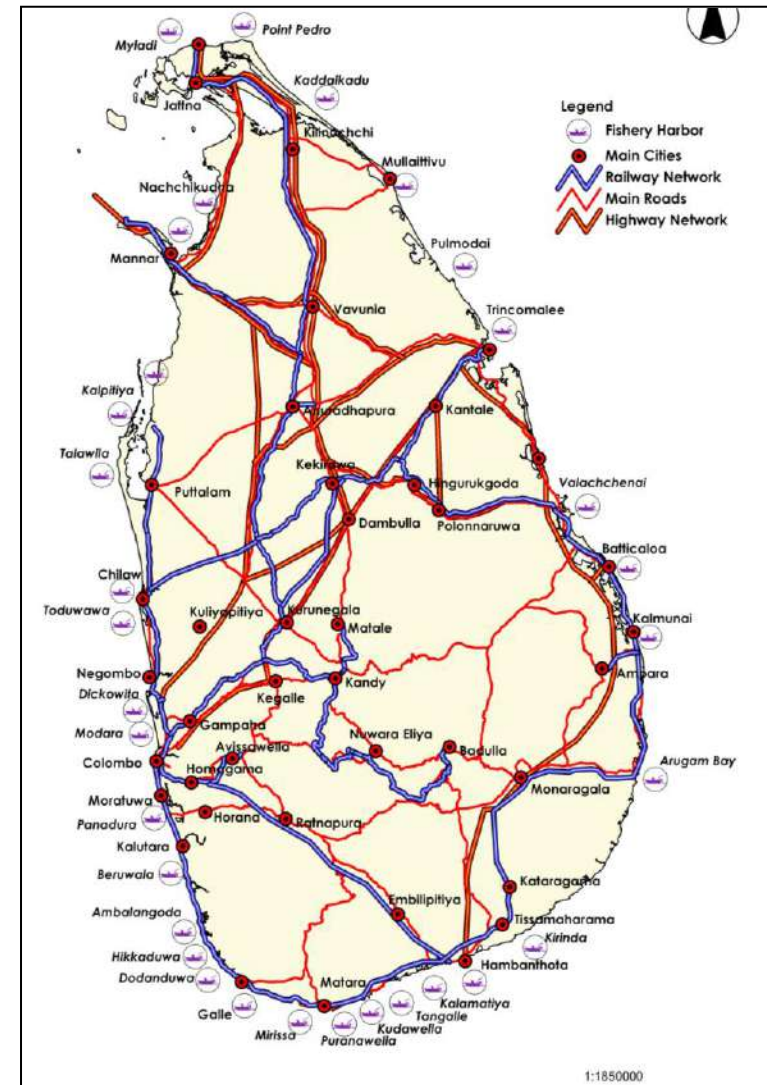 Point Pedro
Myladi
Kaddaikadu
Jaffna
Legend
Fishery Harbor
Main Cities
Railway Network
Main Roads
Highway Network
Kilinochchi
Mullaittivu
Nachchikudda
Pulmodai
Mannar
Vavunia
Trincomalee
Kalpitiya
Anuradhapura
Kantale
Talawila
Kekirawa
Hingurukgoda
Valachchenai
Puttalam
Polonnaruwa
Dambulla
Batticaloa
Chilaw
Toduwawa
Kuliyapitiya
Kurunegala
Matale
Kalmunai
Ampara
Negombo
Kandy
Dickowita
Kegalle
Gampaha
Modara
Avissawella
Nuwara Eliya
Badulla
Colombo
Homagama
Monaragala
Arugam Bay
Moratuwa
Panadura
Horana
Ratnapura
Kalutara
Beruwala
Kataragama
Embilipitiya
Ambalangoda
Tissamaharama
Kirinda
Hikkaduwa
Hambanthota
Dodanduwa
Matara
Kalamatiya
Galle
Tangalle
Kudawella
Mirissa
Puranawella
1:1850000